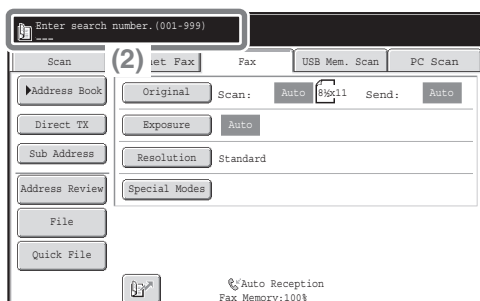 Enter search number.(001-999)
---
Scan
(2)
et Fax
Fax
USB Mem. Scan
PC Scan
Address Book
Original
Scan:
Auto
8½x11
Send:
Auto
Direct TX
Exposure
Auto
Sub Address
Resolution
Standard
Address Review
Special Modes
File
Quick File
Auto Reception
Fax Memory:100%